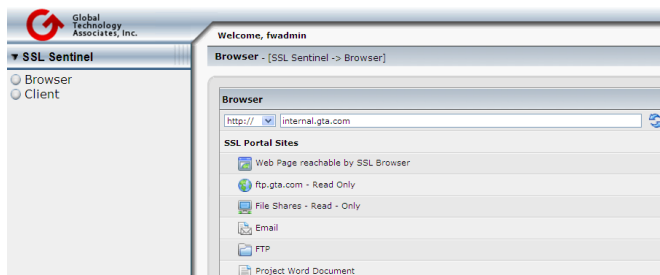 Global
Technology
Associates, Inc.
Welcome, fwadmin
SSL Sentinel
Browser - [SSL Sentinel -> Browser]
Browser
Client
Browser
http:// internal.gta.com
SSL Portal Sites
Web Page reachable by SSL Browser
ftp.gta.com - Read Only
File Shares - Read - Only
Email
FTP
Project Word Document